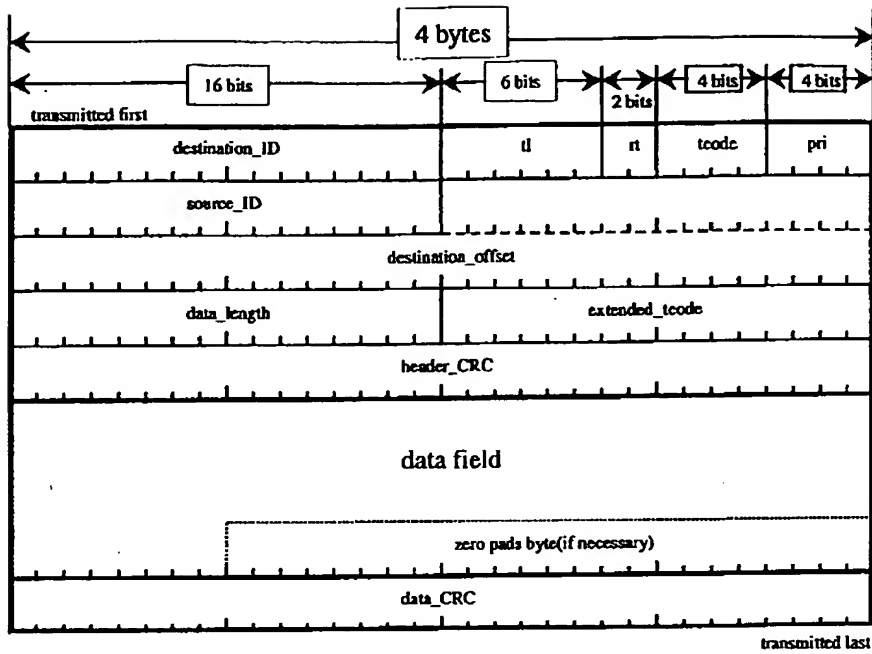 4 bytes
16 bits
6 bits
2 bits
4 bits
4 bits
transmitted first
destination_ID
tl
rt
tcode
pri
source_ID
destination_offset
data_length
extended_tcode
header_CRC
data field
zero pads byte(if necessary)
data_CRC
transmitted last